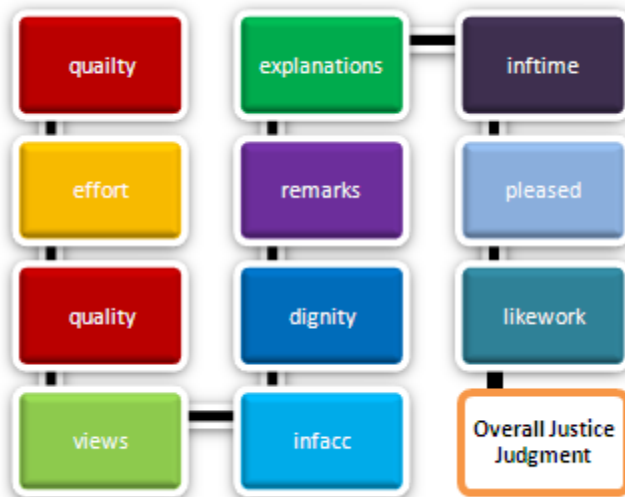 quailty
effort
quality
views
infacc
dignity
remarks
explanations
inftime
pleased
likework
Overall Justice
Judgment